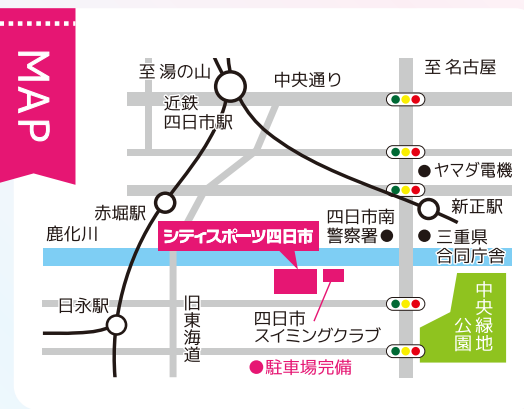 MAP
至 湯の山
中央通り
至 名古屋
近鉄
四日市駅
ヤマダ電機
赤堀駅
新正駅
鹿化川
シティスポーツ四日市
四日市南
警察署
三重県
合同庁舎
日永駅
旧東海道
四日市
スイミングクラブ
中央緑地
公園
駐車場完備